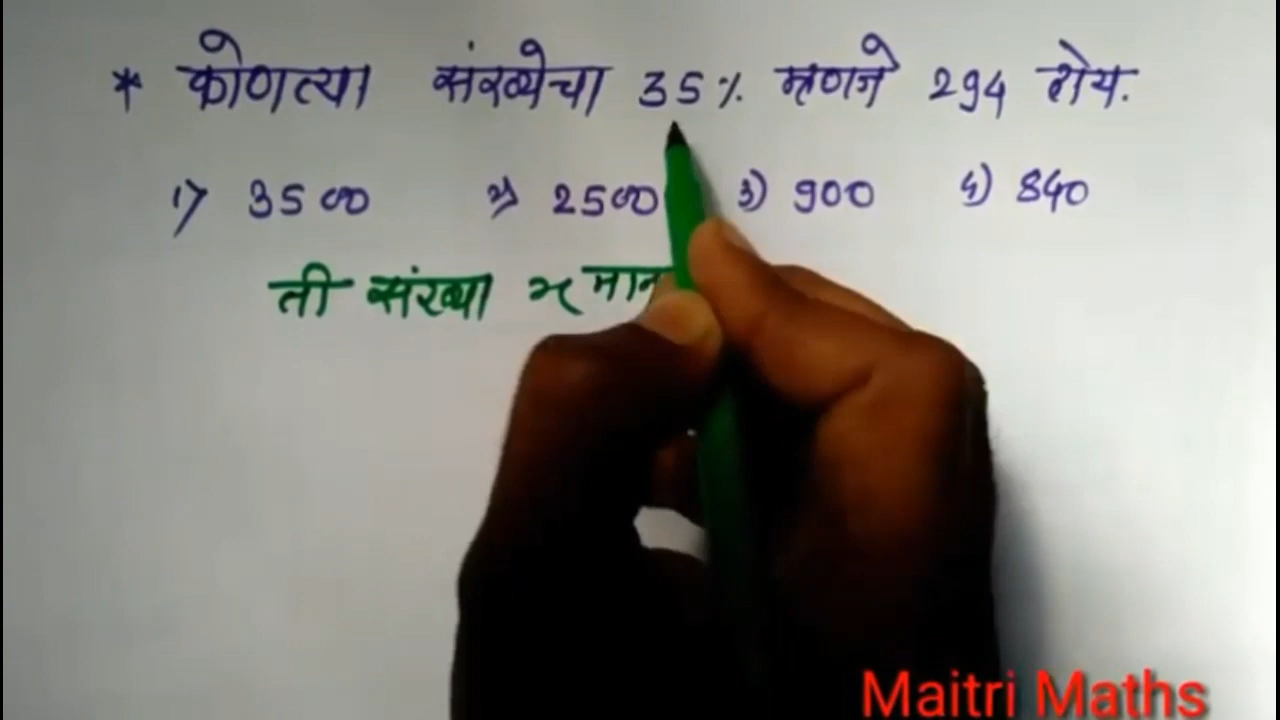 * कोणत्या संख्येचा 35% म्हणजे 294 होय.
1) 3500 2) 2500 3) 900 4) 840
ती संख्या x मान
Maitri Maths